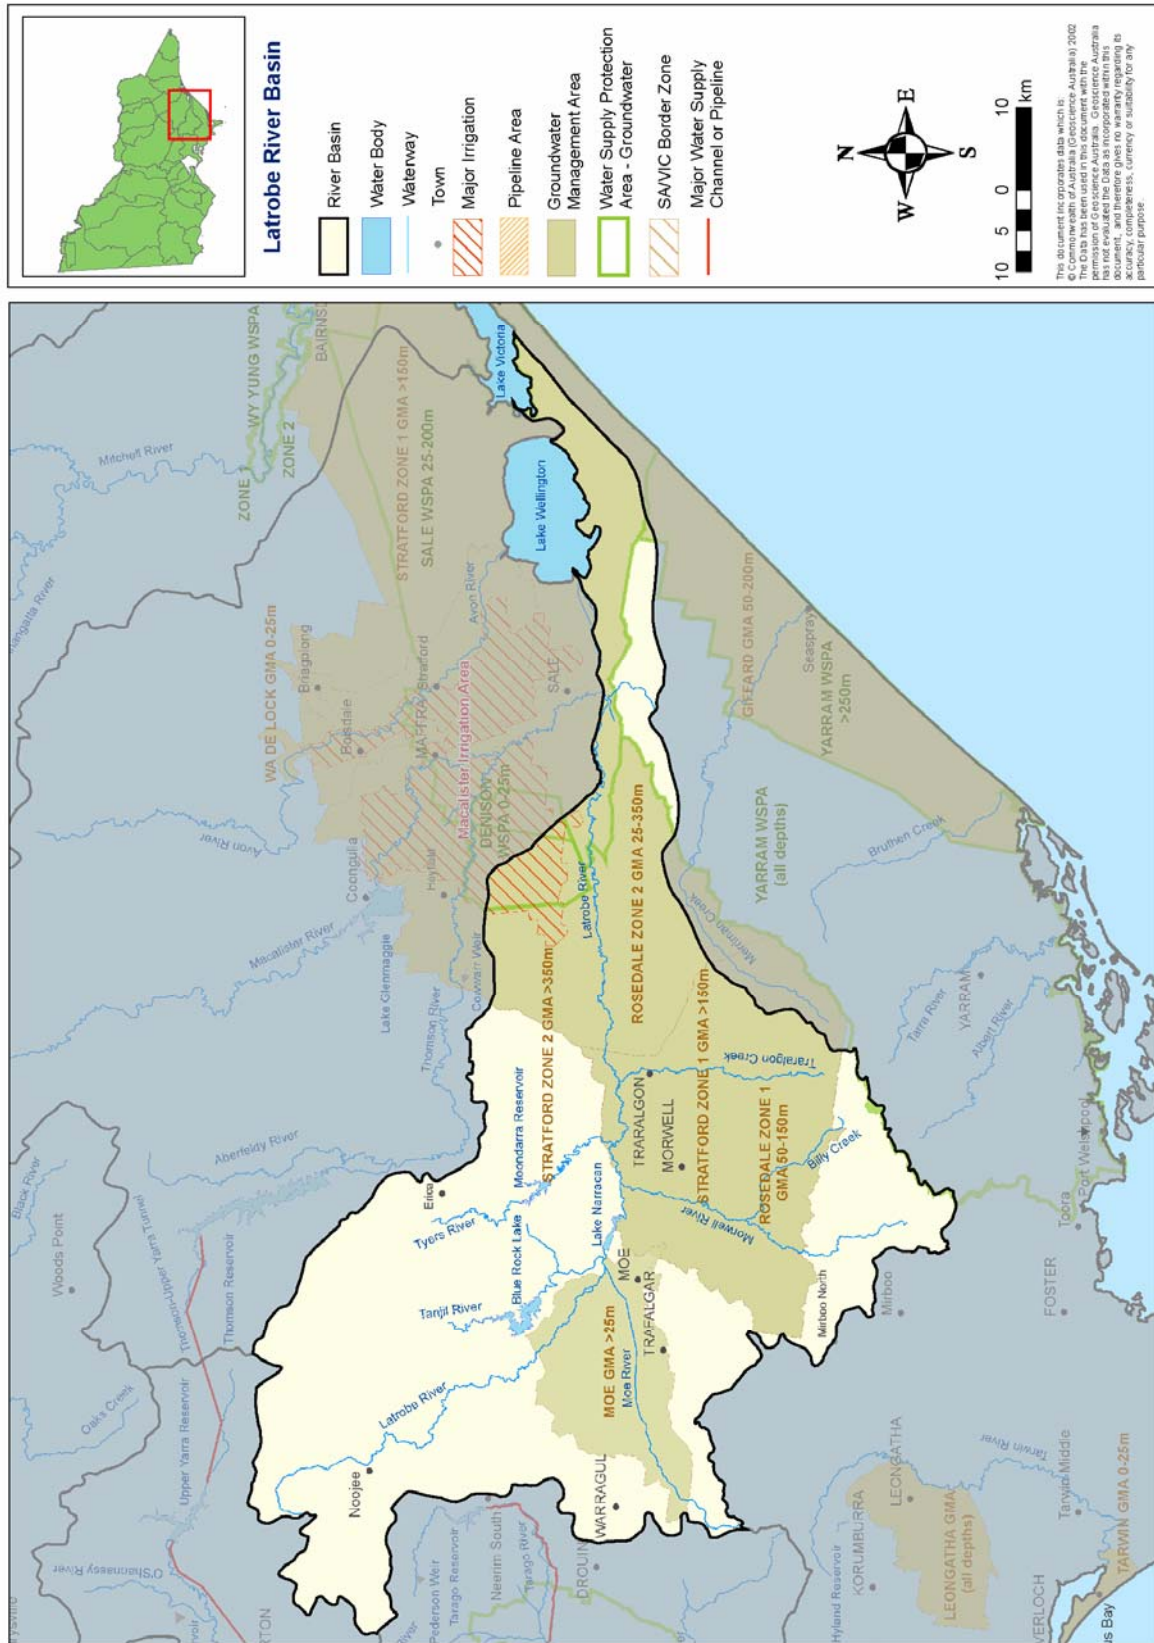 Latrobe River Basin
River Basin
Water Body
Waterway
Town
Major Irrigation
Pipeline Area
Groundwater
Management Area
Water Supply Protection
Area - Groundwater
SA/VIC Border Zone
Major Water Supply
Channel or Pipeline
N
W
E
S
10
5
0
10
km
This document incorporates data which is:
© Commonwealth of Australia (Geoscience Australia) 2002
The Data has been used in this document with the
permission of Geoscience Australia. Geoscience Australia
has not evaluated the Data as incorporated within this
document, and therefore gives no warranty regarding its
accuracy, completeness, currency or suitability for any
particular purpose.
Woods Point
Black River
Oaks Creek
Thomson-Upper Yarra Tunnel
Thomson Reservoir
Upper Yarra Reservoir
O'Shannassy River
Aberfeldy River
Macalister River
Avon River
Mitchell River
WY YUNG WSPA
ZONE 1
ZONE 2
WA DE LOCK GMA 0-25m
STRATFORD ZONE 1 GMA >150m
SALE WSPA 25-200m
Briagolong
Boisdale
MAFFRA
Stratford
Avon River
Macalister Irrigation Area
DENISON
WSPA 0-25m
Coongulla
Heyfield
Lake Glenmaggie
Cowwarr Weir
Thomson River
SALE
Lake Wellington
Lake Victoria
Erica
Tyers River
Moondarra Reservoir
Blue Rock Lake
Tanjil River
Latrobe River
Noojee
Neerim South
Pederson Weir
Tarago Reservoir
Tarago River
DROUIN
WARRAGUL
STRATFORD ZONE 2 GMA >350m
Latrobe River
Lake Narracan
MOE GMA >25m
Moe River
MOE
TRAFALGAR
TRARALGON
MORWELL
ROSEDALE ZONE 2 GMA 25-350m
STRATFORD ZONE 1 GMA >150m
ROSEDALE ZONE 1
GMA 50-150m
Traralgon Creek
Morwell River
Billy Creek
Mirboo North
Mirboo
Merriman Creek
GIFFARD GMA 50-200m
Seaspray
YARRAM WSPA
>250m
YARRAM WSPA
(all depths)
Bruthen Creek
Tarra River
YARRAM
Albert River
Port Welshpool
Toora
FOSTER
LEONGATHA
KORUMBURRA
Hyland Reservoir
LEONGATHA GMA
(all depths)
Tarwin River
Tarwin Middle
TARWIN GMA 0-25m